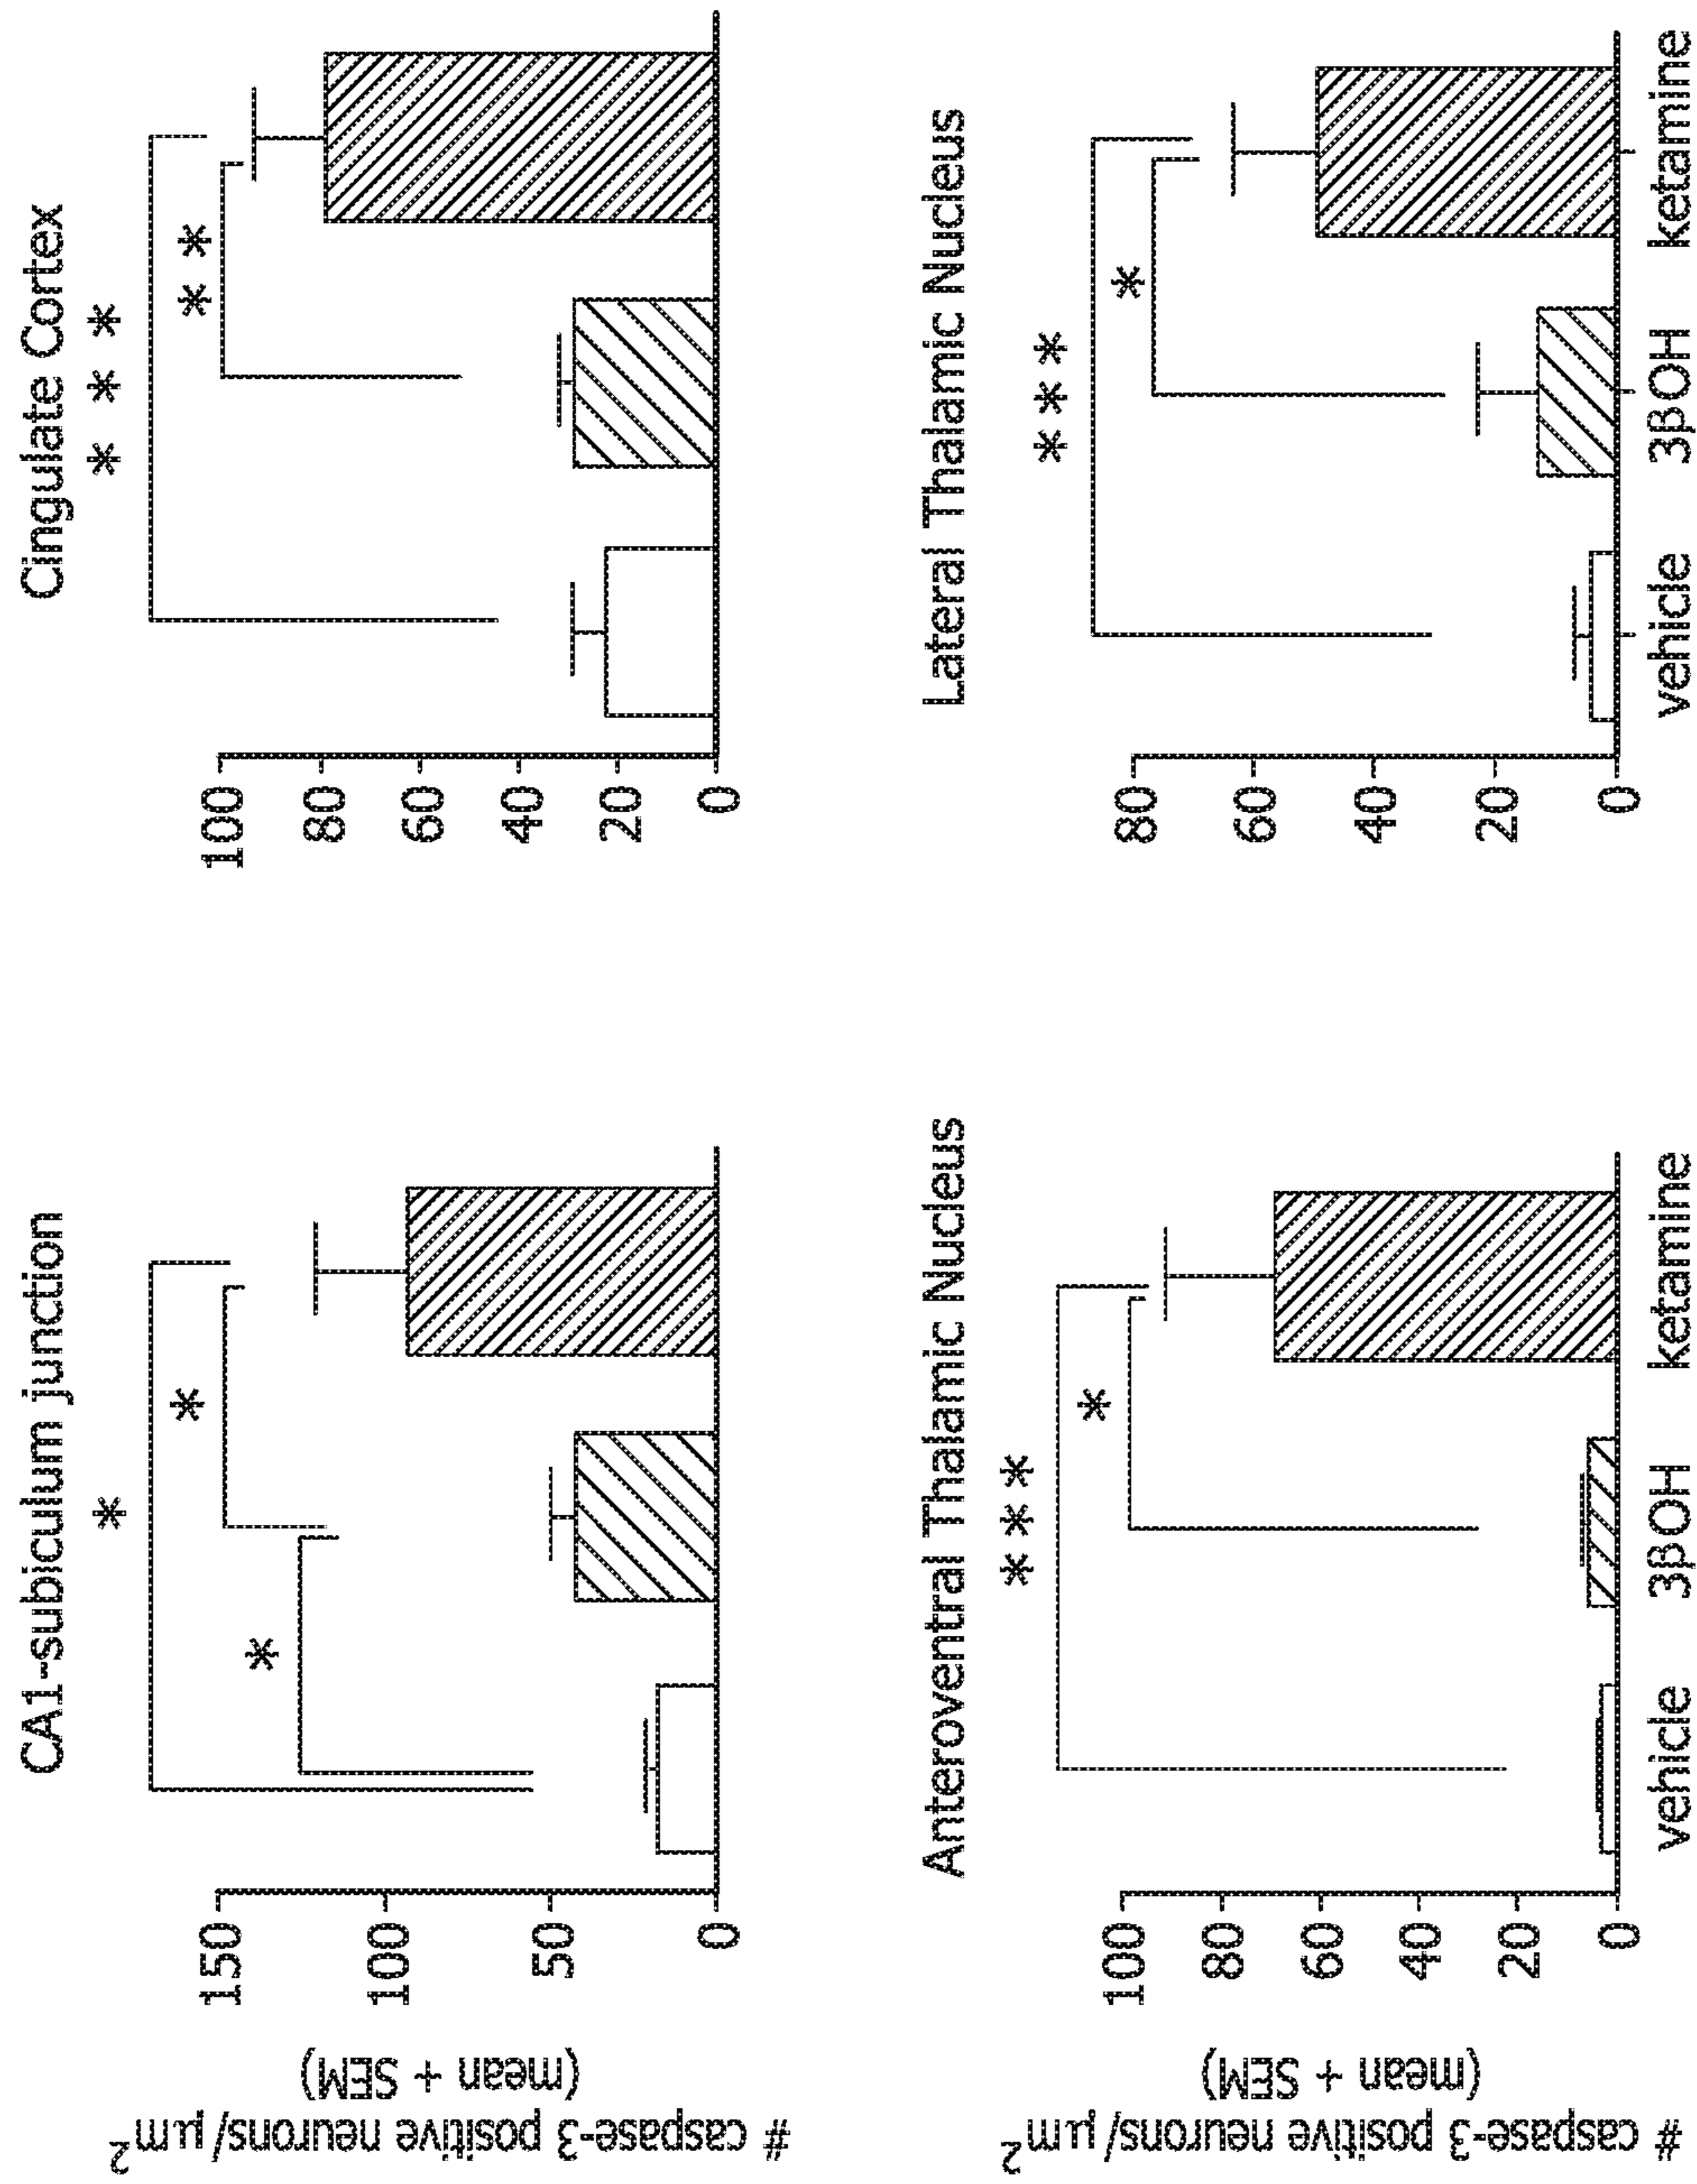 CA1-subiculum junction
# caspase-3 positive neurons/µm²
(mean + SEM)
150
100
50
0
*
*
*
Cingulate Cortex
100
80
60
40
20
0
* * *
* *
Anteroventral Thalamic Nucleus
# caspase-3 positive neurons/µm²
(mean + SEM)
100
80
60
40
20
0
* * *
*
vehicle 3βOH ketamine
Lateral Thalamic Nucleus
80
60
40
20
0
* * *
*
vehicle 3βOH ketamine